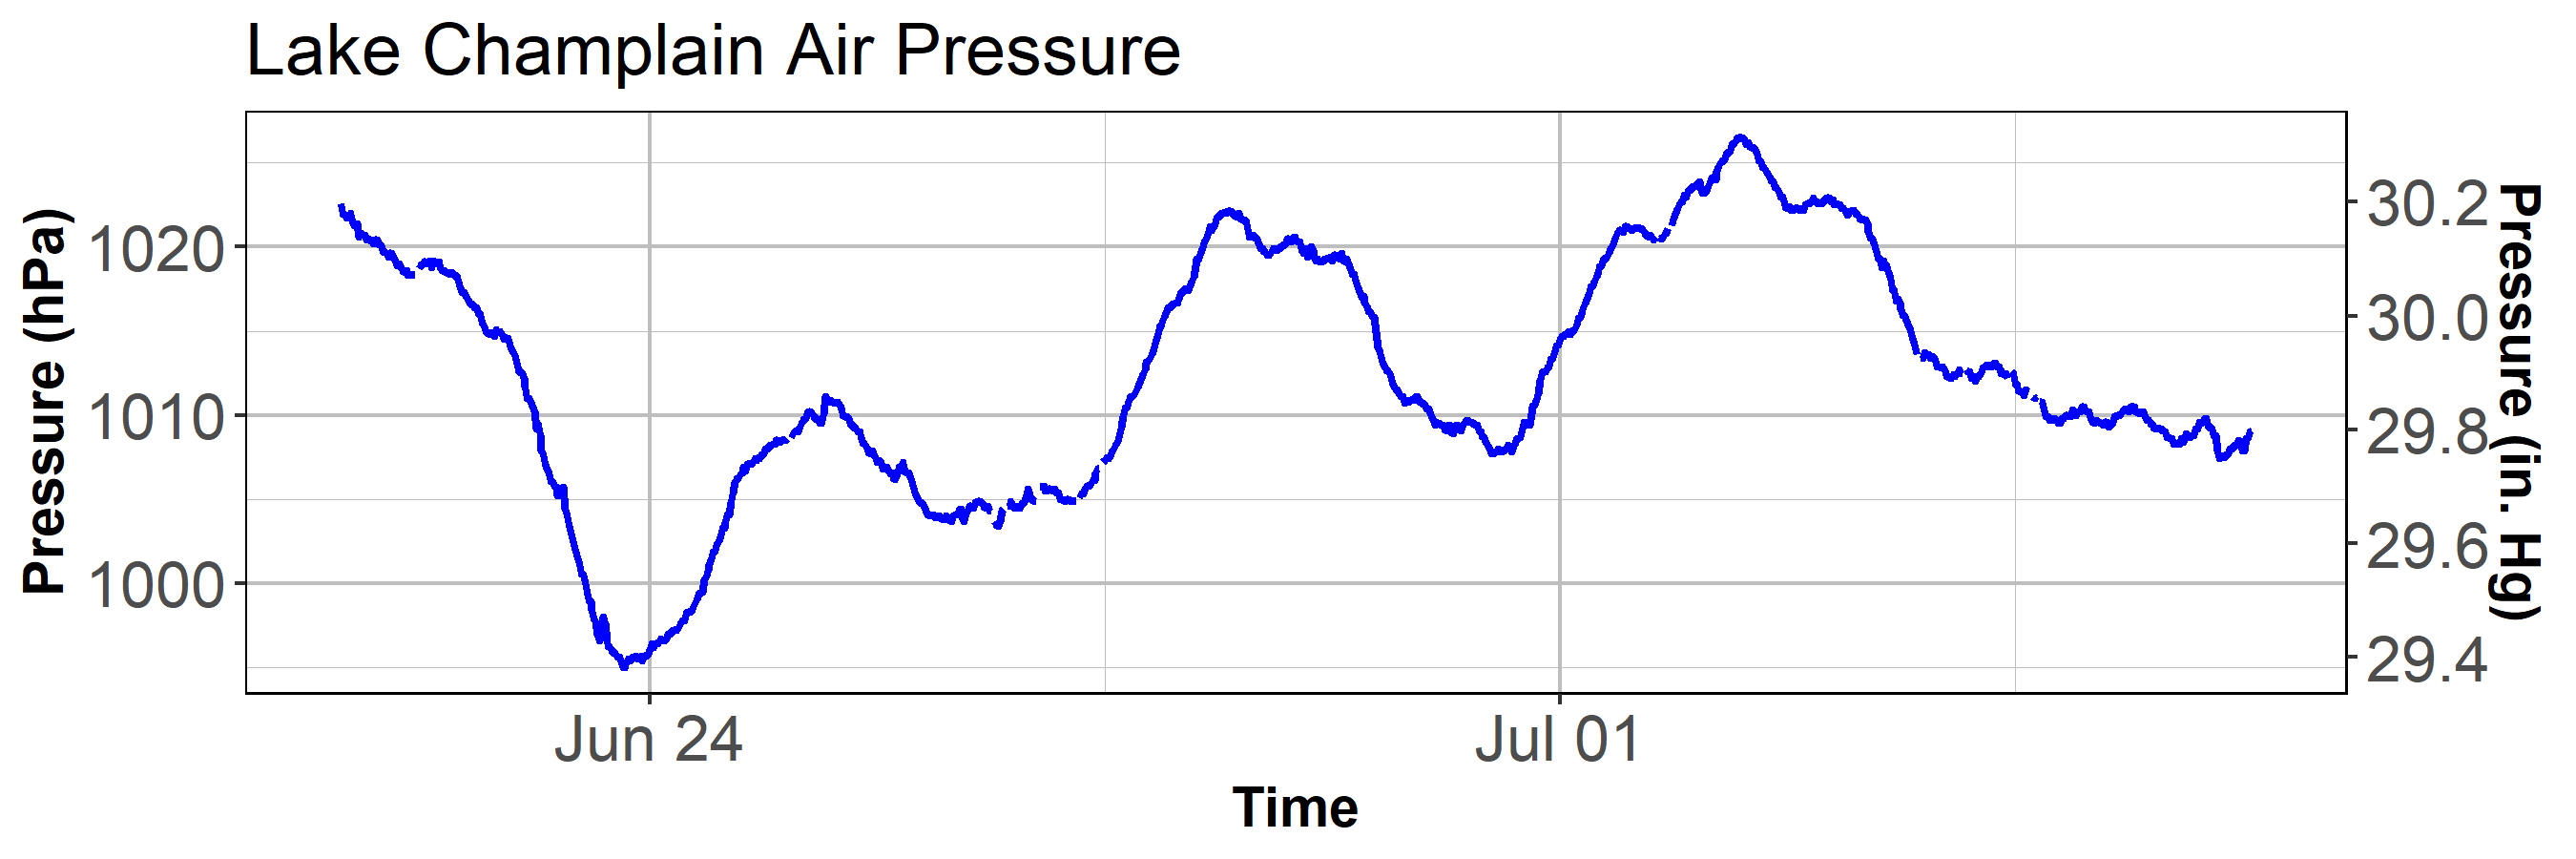 Lake Champlain Air Pressure
Pressure (hPa)
1020
1010
1000
30.2
30.0
29.8
29.6
29.4
Pressure (in. Hg)
Jun 24
Jul 01
Time